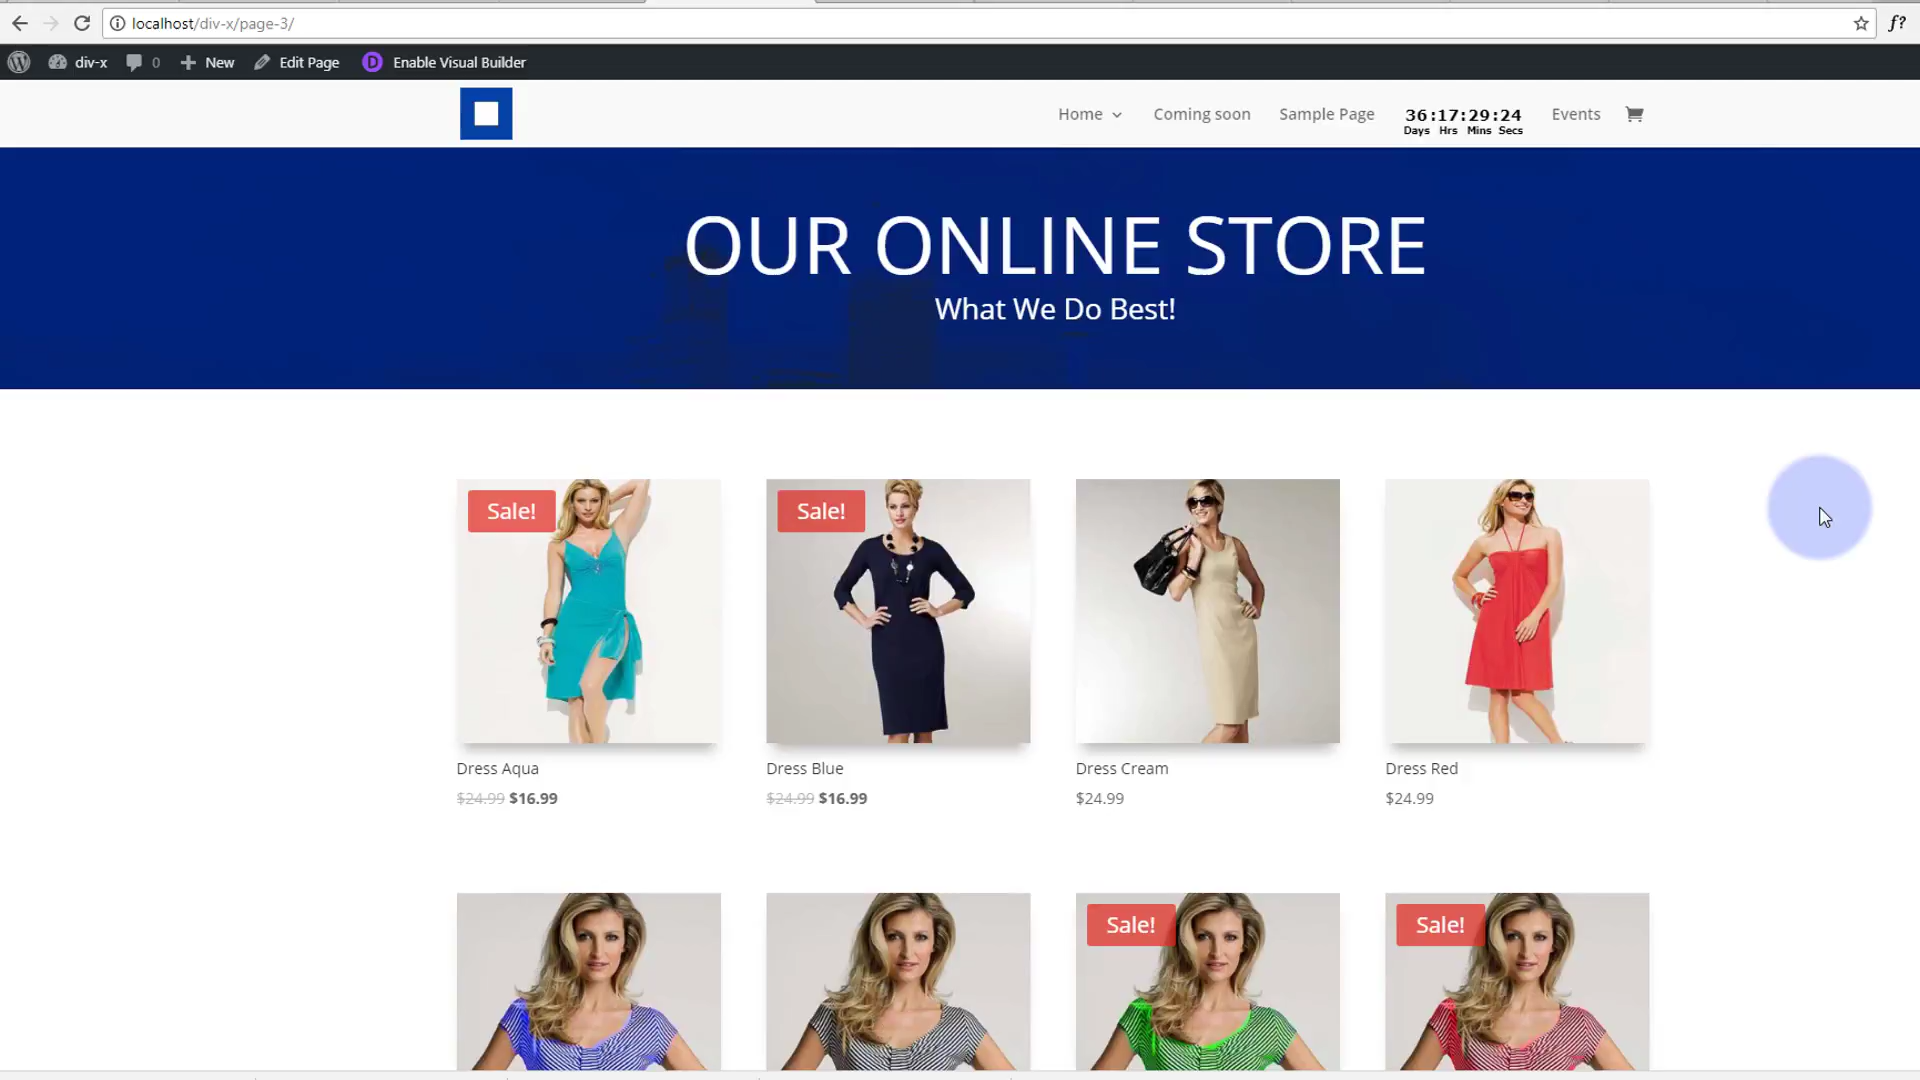 localhost/div-x/page-3/
f?
div-x 0 New Edit Page D Enable Visual Builder
Home Coming soon Sample Page 36:17:29:24 Events
Days Hrs Mins Secs
OUR ONLINE STORE
What We Do Best!
Sale! Sale!
Dress Aqua Dress Blue Dress Cream Dress Red
$24.99 $16.99 $24.99 $16.99 $24.99 $24.99
Sale! Sale!